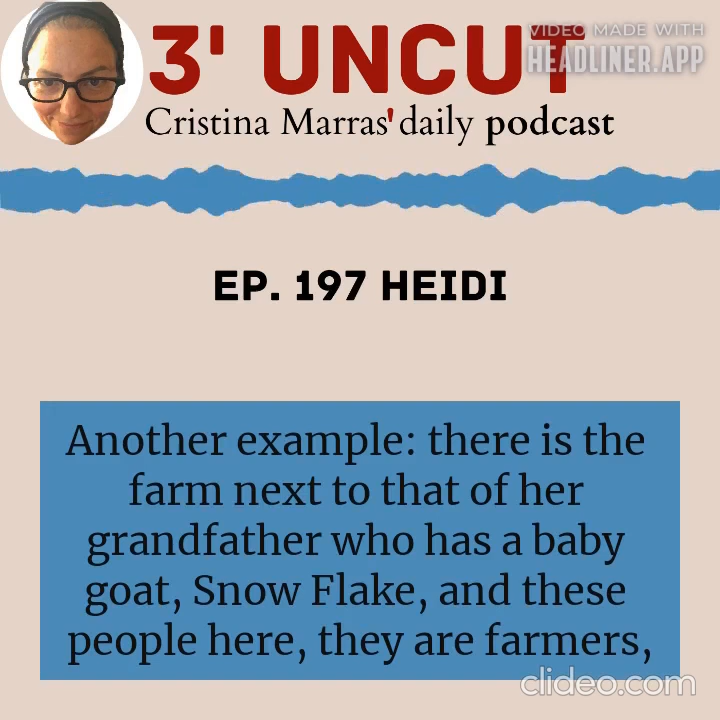 3' UNCUT
VIDEO MADE WITH
HEADLINER.APP
Cristina Marras'daily podcast
EP. 197 HEIDI
Another example: there is the
farm next to that of her
grandfather who has a baby
goat, Snow Flake, and these
people here, they are farmers,
clideo.com